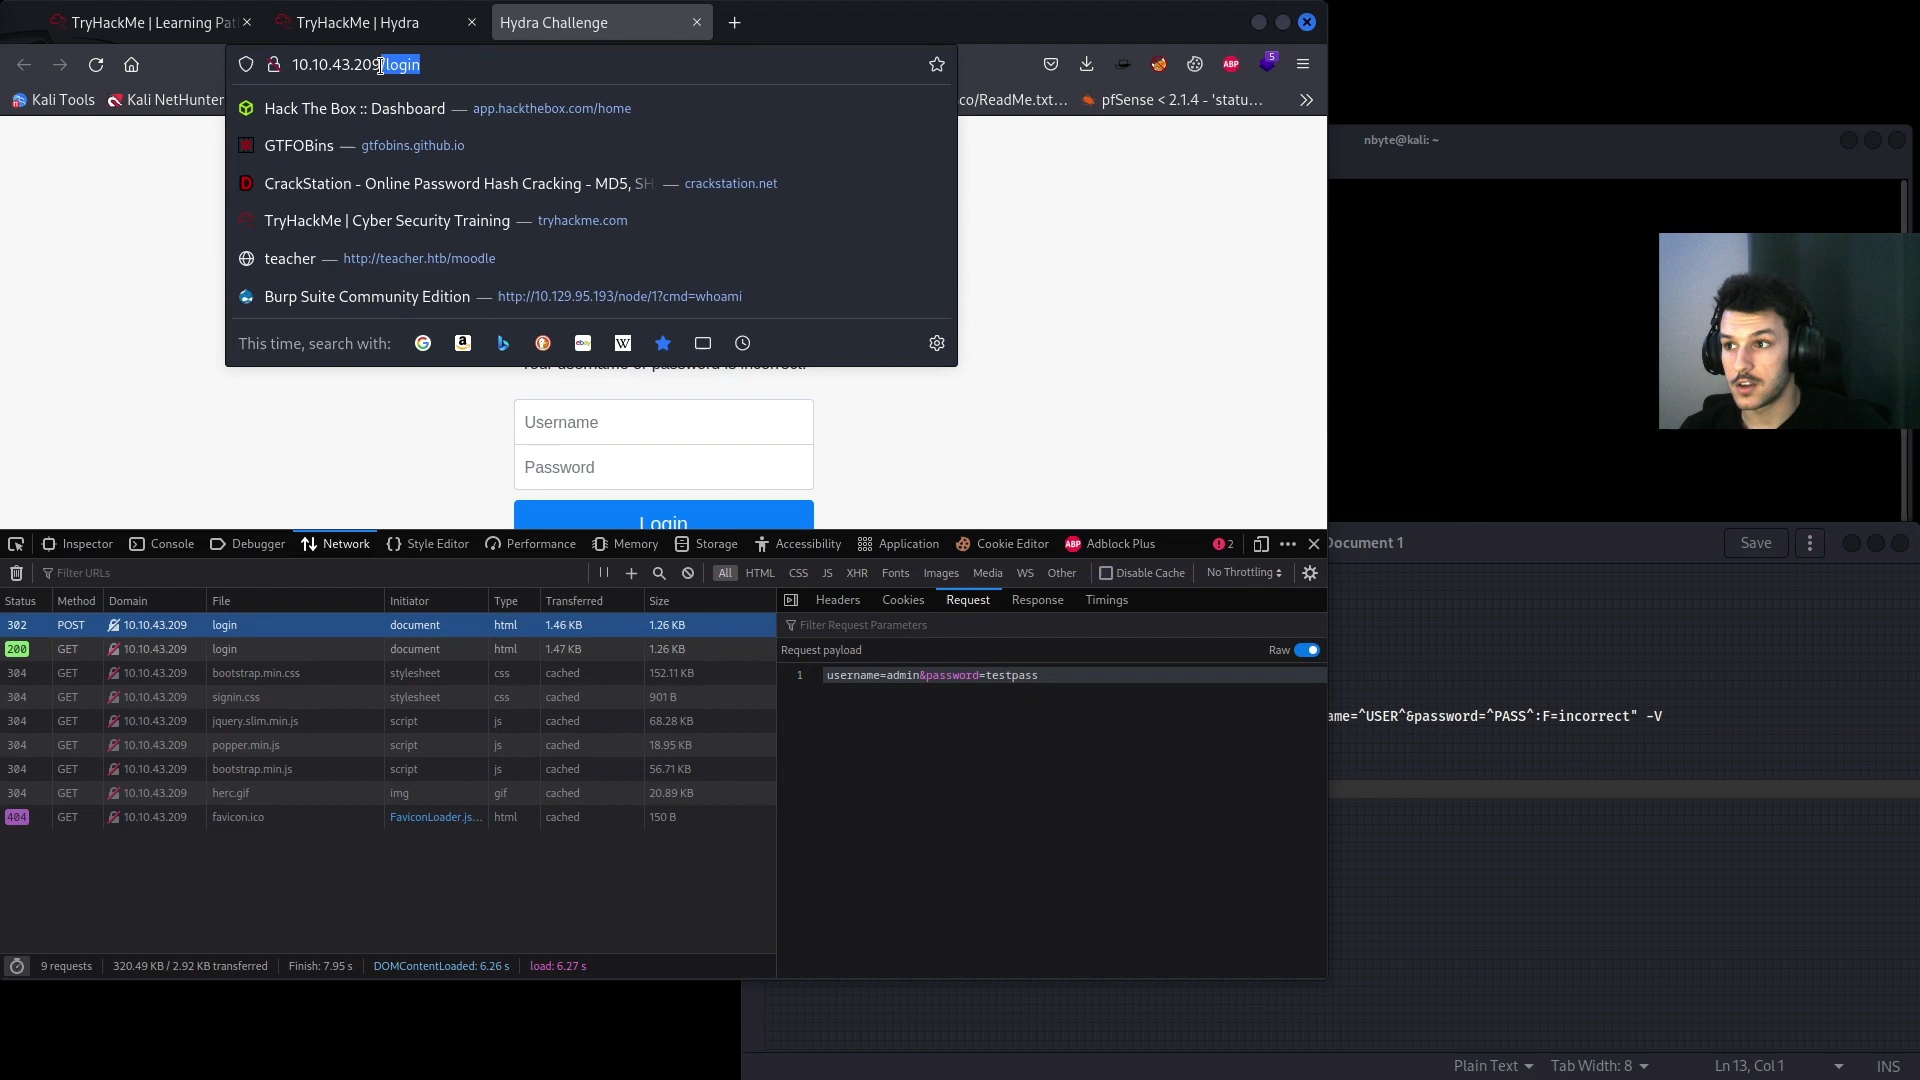 TryHackMe | Learning Pat
TryHackMe | Hydra
Hydra Challenge
10.10.43.209/login
5
ABP
Kali Tools
Kali NetHunter
co/ReadMe.txt…
pfSense < 2.1.4 - 'statu…
Hack The Box :: Dashboard — app.hackthebox.com/home
GTFOBins — gtfobins.github.io
CrackStation - Online Password Hash Cracking - MD5, SH — crackstation.net
TryHackMe | Cyber Security Training — tryhackme.com
teacher — http://teacher.htb/moodle
Burp Suite Community Edition — http://10.129.95.193/node/1?cmd=whoami
This time, search with:
Your username or password is incorrect.
Username
Password
Login
nbyte@kali: ~
Inspector Console Debugger Network Style Editor Performance Memory Storage Accessibility Application Cookie Editor Adblock Plus 2
Filter URLs
All HTML CSS JS XHR Fonts Images Media WS Other Disable Cache No Throttling
Status Method Domain File Initiator Type Transferred Size
302 POST 10.10.43.209 login document html 1.46 KB 1.26 KB
200 GET 10.10.43.209 login document html 1.47 KB 1.26 KB
304 GET 10.10.43.209 bootstrap.min.css stylesheet css cached 152.11 KB
304 GET 10.10.43.209 signin.css stylesheet css cached 901 B
304 GET 10.10.43.209 jquery.slim.min.js script js cached 68.28 KB
304 GET 10.10.43.209 popper.min.js script js cached 18.95 KB
304 GET 10.10.43.209 bootstrap.min.js script js cached 56.71 KB
304 GET 10.10.43.209 herc.gif img gif cached 20.89 KB
404 GET 10.10.43.209 favicon.ico FaviconLoader.js… html cached 150 B
9 requests 320.49 KB / 2.92 KB transferred Finish: 7.95 s DOMContentLoaded: 6.26 s load: 6.27 s
Headers Cookies Request Response Timings
Filter Request Parameters
Request payload Raw
1 username=admin&password=testpass
Document 1
Save
ame=^USER^&password=^PASS^:F=incorrect" -V
Plain Text Tab Width: 8 Ln 13, Col 1 INS